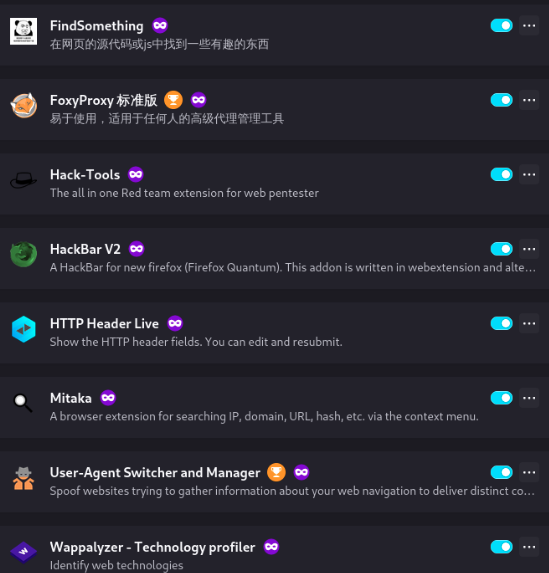 FindSomething
在网页的源代码或js中找到一些有趣的东西
FoxyProxy 标准版
易于使用，适用于任何人的高级代理管理工具
Hack-Tools
The all in one Red team extension for web pentester
HackBar V2
A HackBar for new firefox (Firefox Quantum). This addon is written in webextension and alte...
HTTP Header Live
Show the HTTP header fields. You can edit and resubmit.
Mitaka
A browser extension for searching IP, domain, URL, hash, etc. via the context menu.
User-Agent Switcher and Manager
Spoof websites trying to gather information about your web navigation to deliver distinct co...
Wappalyzer - Technology profiler
Identify web technologies